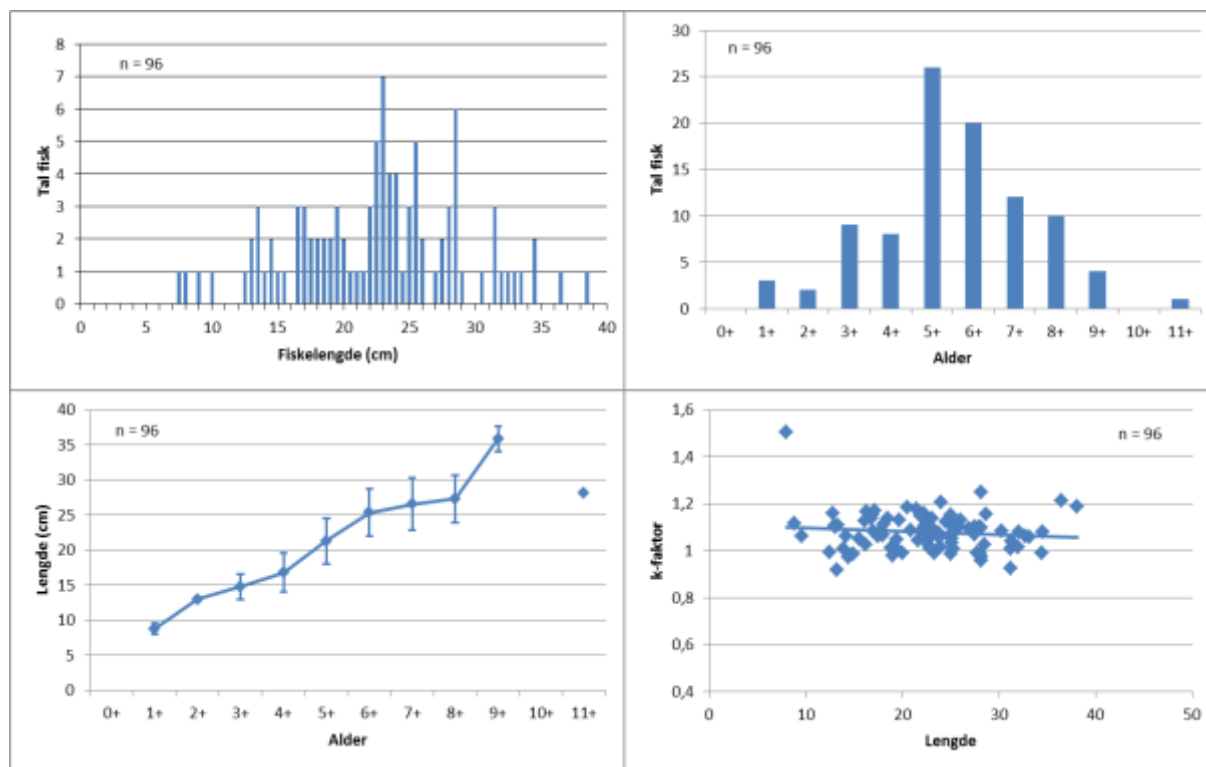 n = 96
8
7
6
5
4
3
2
1
0
Tal fisk
0 5 10 15 20 25 30 35 40
Fiskelengde (cm)
n = 96
30
25
20
15
10
5
0
Tal fisk
0+ 1+ 2+ 3+ 4+ 5+ 6+ 7+ 8+ 9+ 10+ 11+
Alder
n = 96
40
35
30
25
20
15
10
5
0
Lengde (cm)
0+ 1+ 2+ 3+ 4+ 5+ 6+ 7+ 8+ 9+ 10+ 11+
Alder
n = 96
1,6
1,4
1,2
1
0,8
0,6
0,4
k-faktor
0 10 20 30 40 50
Lengde